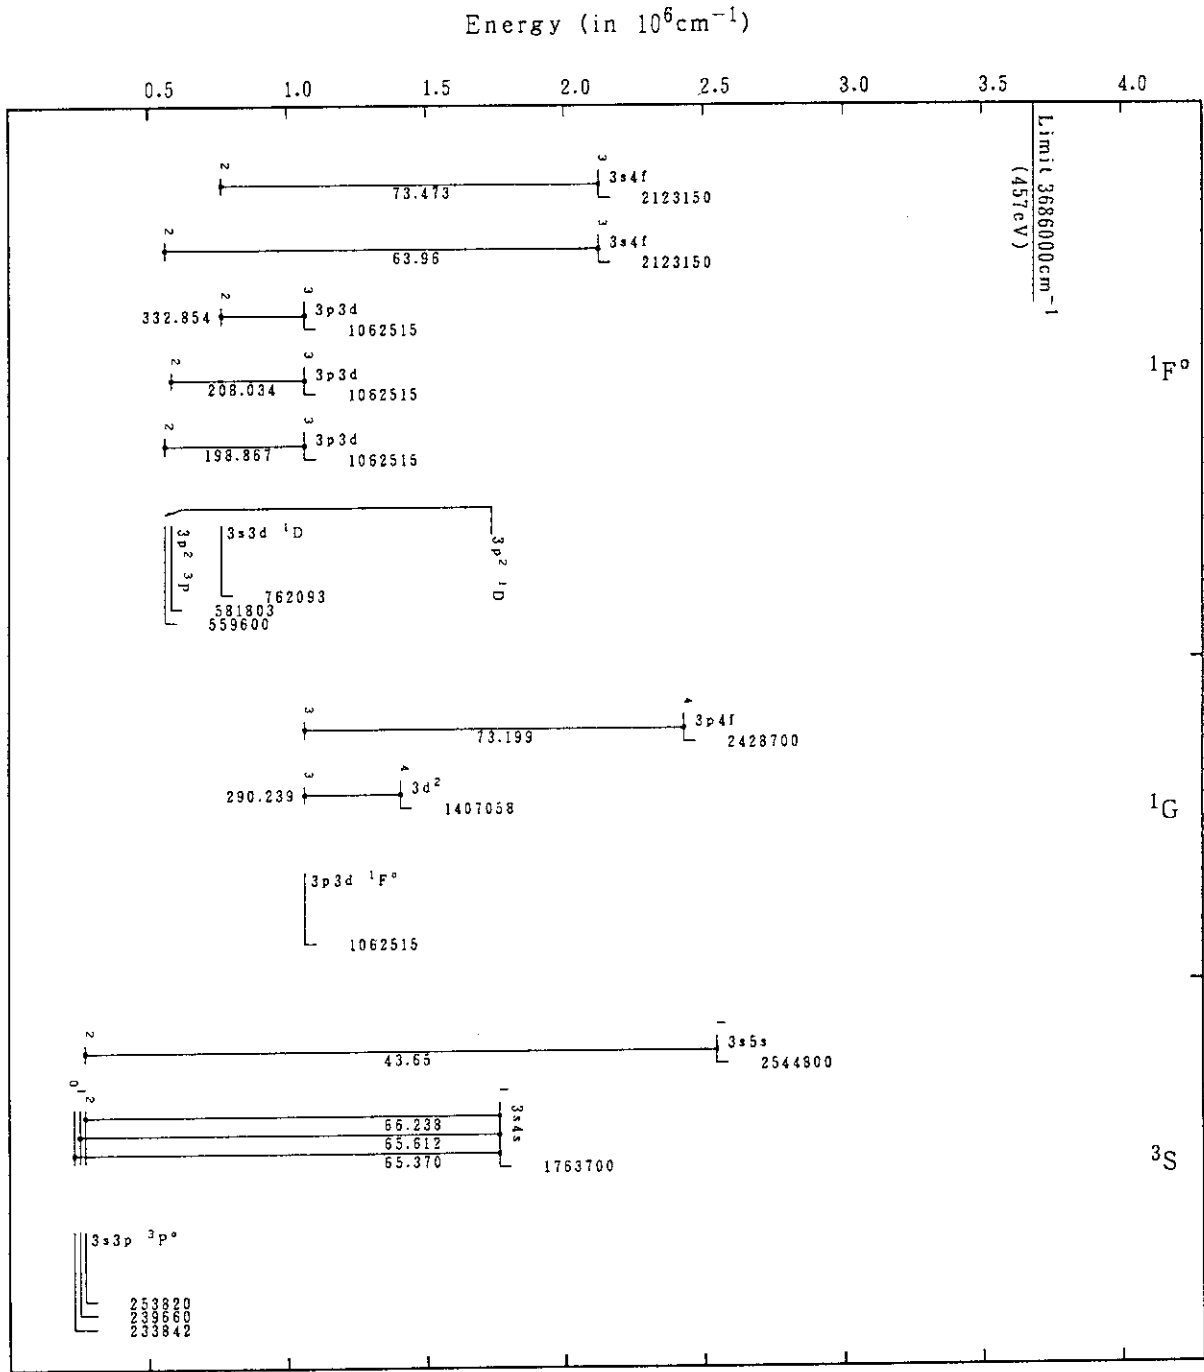 Energy (in 10⁶cm⁻¹)
0.5 1.0 1.5 2.0 2.5 3.0 3.5 4.0
Limit 3686000cm⁻¹
(457eV)
2 3 3s4f
73.473 2123150
2 3 3s4f
63.96 2123150
332.854 2 3 3p3d
1062515
2 3 3p3d
208.034 1062515
2 3 3p3d
198.867 1062515
¹F°
3p² ³P
3s3d ¹D
3p² ¹D
762093
581803
559600
3 4 3p4f
73.199 2428700
290.239 3 4 3d²
1407058
¹G
3p3d ¹F°
1062515
2 1 3s5s
43.65 2544800
0 1 2 1 3s4s
66.238
65.612
65.370 1763700
³S
3s3p ³P°
253820
239660
233842